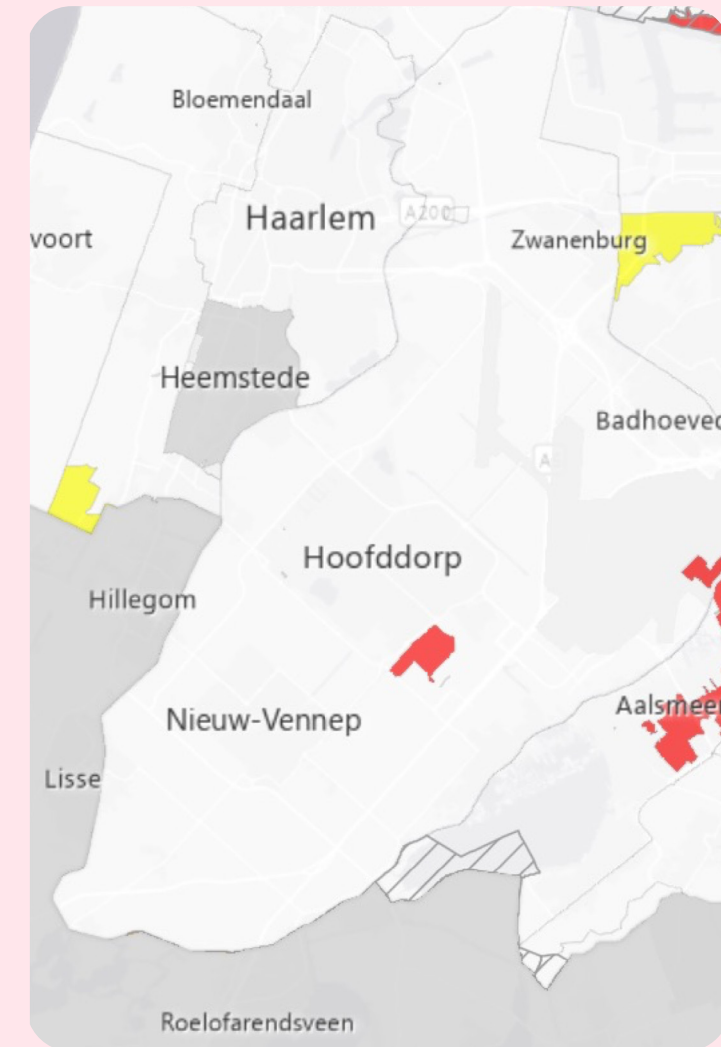 Bloemendaal
Haarlem
A200
voort
Zwanenburg
Heemstede
Badhoeved
A
Hoofddorp
Hillegom
Aalsmeer
Nieuw-Vennep
Lisse
Roelofarendsveen